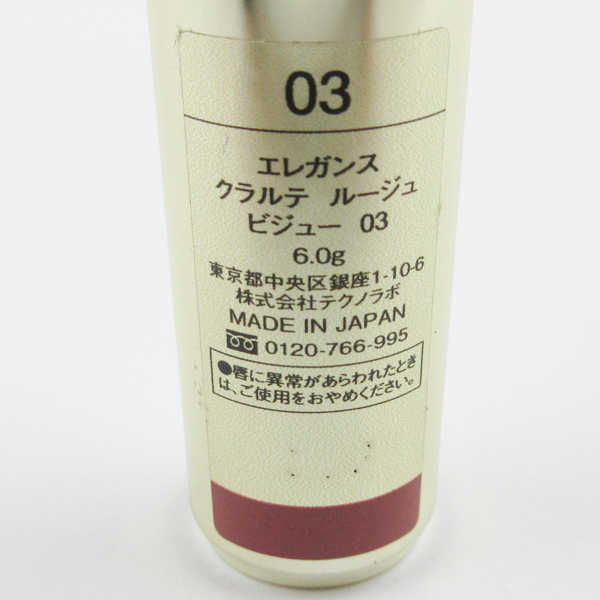 03
エレガンス
クラルテ ルージュ
ビジュー 03
6.0g
東京都中央区銀座1-10-6
株式会社テクノラボ
MADE IN JAPAN
0120-766-995
●唇に異常があらわれたとき
は、ご使用をおやめください。